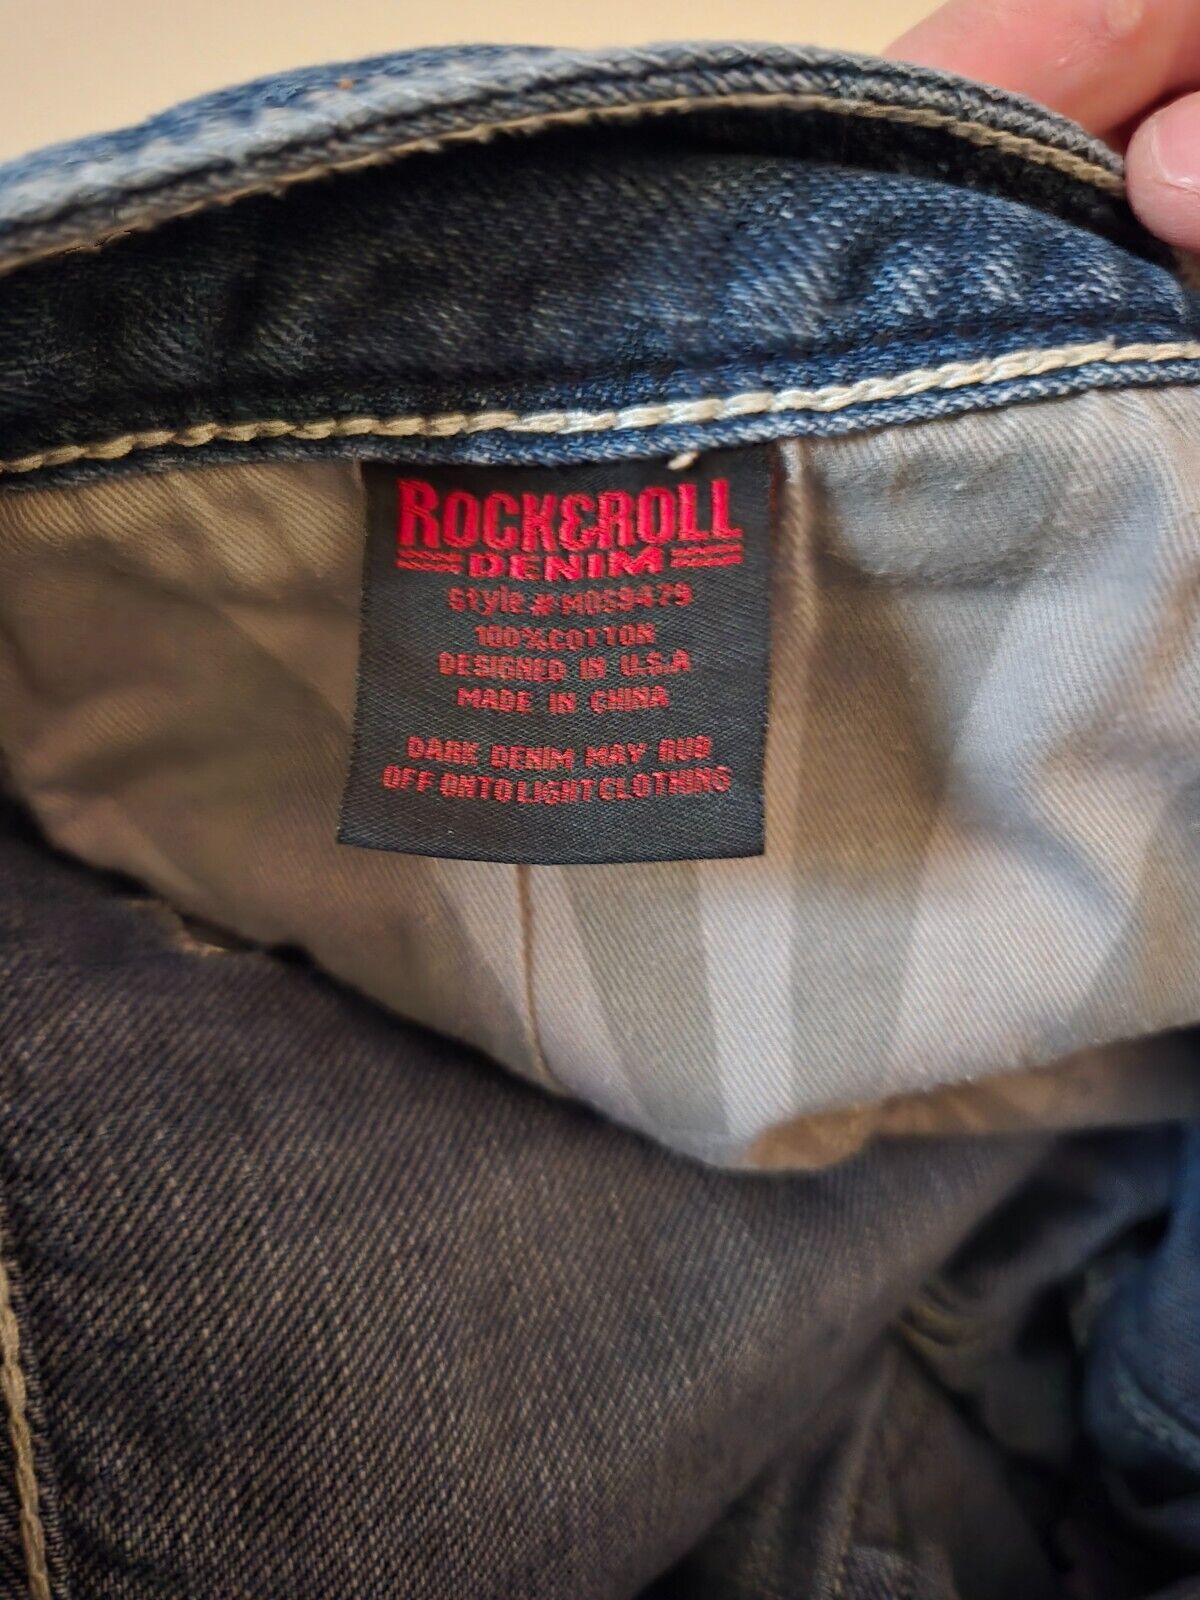 ROCK&ROLL
DENIM
Style # M0S9479
100% COTTON
DESIGNED IN U.S.A
MADE IN CHINA
DARK DENIM MAY RUB
OFF ONTO LIGHT CLOTHING